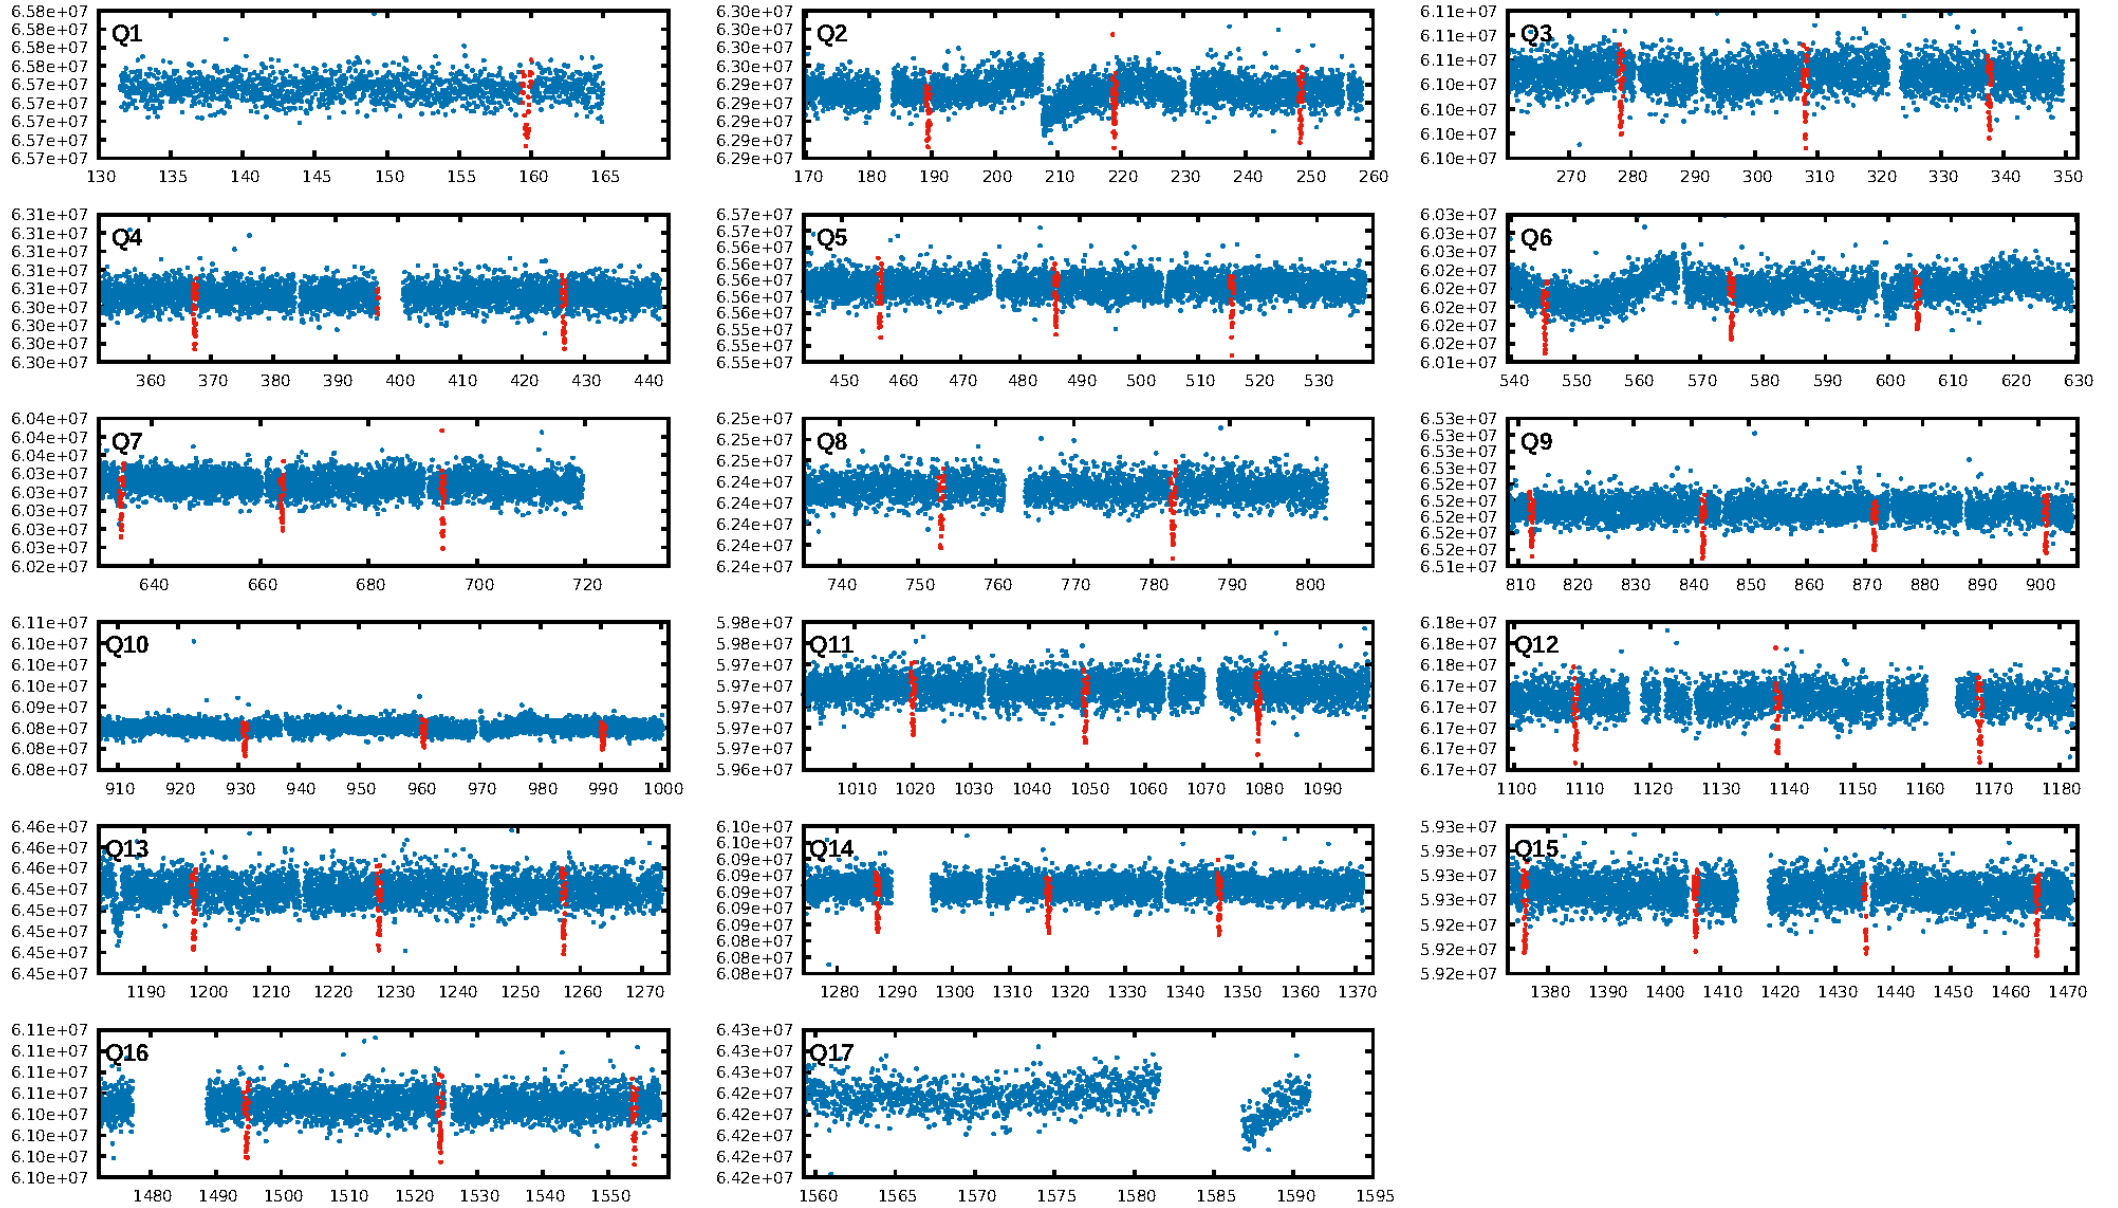 Q1
6.58e+07
6.58e+07
6.58e+07
6.58e+07
6.57e+07
6.57e+07
6.57e+07
6.57e+07
6.57e+07
130 135 140 145 150 155 160 165
Q2
6.30e+07
6.30e+07
6.30e+07
6.30e+07
6.29e+07
6.29e+07
6.29e+07
6.29e+07
6.29e+07
170 180 190 200 210 220 230 240 250 260
Q3
6.11e+07
6.11e+07
6.10e+07
6.10e+07
6.10e+07
6.10e+07
6.10e+07
270 280 290 300 310 320 330 340 350
Q4
6.31e+07
6.31e+07
6.31e+07
6.31e+07
6.31e+07
6.30e+07
6.30e+07
6.30e+07
6.30e+07
360 370 380 390 400 410 420 430 440
Q5
6.57e+07
6.56e+07
6.56e+07
6.56e+07
6.56e+07
6.56e+07
6.56e+07
6.55e+07
6.55e+07
6.55e+07
450 460 470 480 490 500 510 520 530
Q6
6.03e+07
6.03e+07
6.03e+07
6.02e+07
6.02e+07
6.02e+07
6.02e+07
6.02e+07
6.01e+07
540 550 560 570 580 590 600 610 620 630
Q7
6.04e+07
6.04e+07
6.04e+07
6.03e+07
6.03e+07
6.03e+07
6.03e+07
6.03e+07
6.02e+07
640 660 680 700 720
Q8
6.25e+07
6.25e+07
6.25e+07
6.24e+07
6.24e+07
6.24e+07
6.24e+07
6.24e+07
740 750 760 770 780 790 800
Q9
6.53e+07
6.53e+07
6.53e+07
6.53e+07
6.52e+07
6.52e+07
6.52e+07
6.52e+07
6.52e+07
6.51e+07
810 820 830 840 850 860 870 880 890 900
Q10
6.11e+07
6.10e+07
6.10e+07
6.10e+07
6.09e+07
6.08e+07
6.08e+07
6.08e+07
910 920 930 940 950 960 970 980 990 1000
Q11
5.98e+07
5.98e+07
5.97e+07
5.97e+07
5.97e+07
5.97e+07
5.97e+07
5.96e+07
1010 1020 1030 1040 1050 1060 1070 1080 1090
Q12
6.18e+07
6.18e+07
6.18e+07
6.17e+07
6.17e+07
6.17e+07
6.17e+07
6.17e+07
1100 1110 1120 1130 1140 1150 1160 1170 1180
Q13
6.46e+07
6.46e+07
6.46e+07
6.45e+07
6.45e+07
6.45e+07
6.45e+07
6.45e+07
1190 1200 1210 1220 1230 1240 1250 1260 1270
Q14
6.10e+07
6.10e+07
6.09e+07
6.09e+07
6.09e+07
6.09e+07
6.09e+07
6.08e+07
6.08e+07
6.08e+07
1280 1290 1300 1310 1320 1330 1340 1350 1360 1370
Q15
5.93e+07
5.93e+07
5.93e+07
5.93e+07
5.92e+07
5.92e+07
5.92e+07
1380 1390 1400 1410 1420 1430 1440 1450 1460 1470
Q16
6.11e+07
6.11e+07
6.11e+07
6.11e+07
6.10e+07
6.10e+07
6.10e+07
6.10e+07
1480 1490 1500 1510 1520 1530 1540 1550
Q17
6.43e+07
6.43e+07
6.43e+07
6.42e+07
6.42e+07
6.42e+07
6.42e+07
6.42e+07
1560 1565 1570 1575 1580 1585 1590 1595